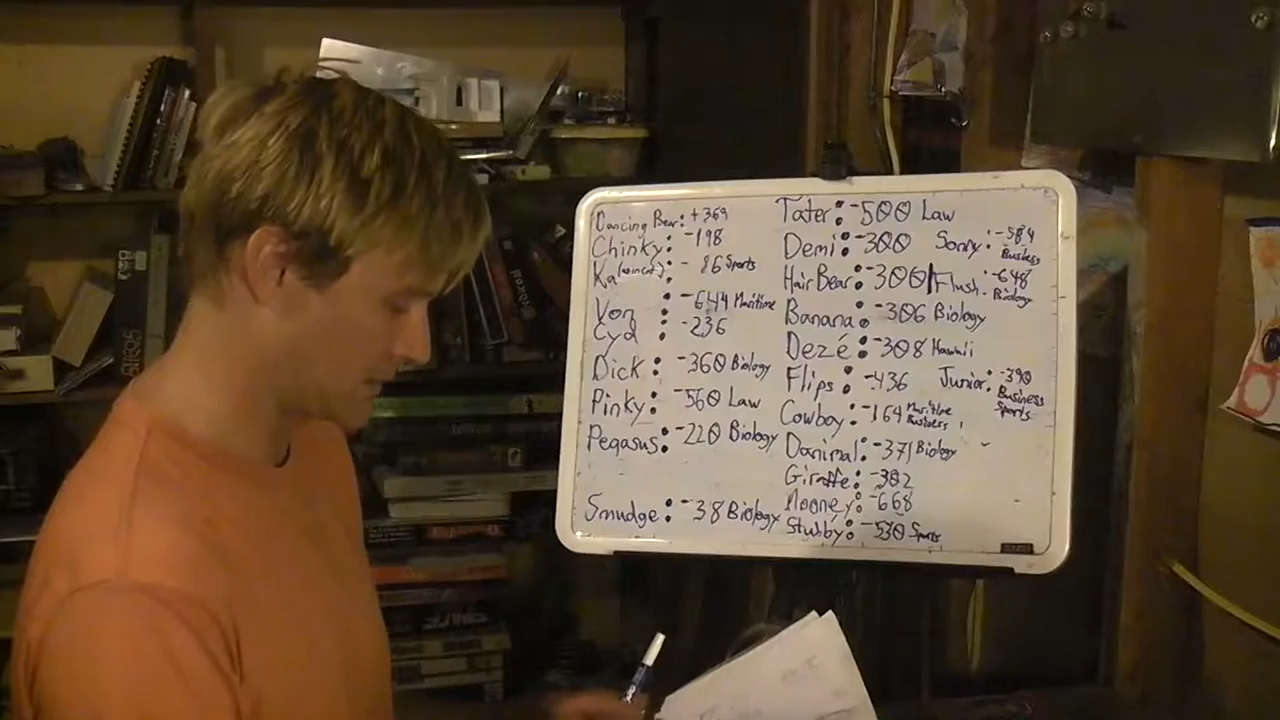 Dancing Bear: +369
Chinky: -198
Ka : -86 Sports
Von : -644 Maritime
Cyd : -236
Dick : -360 Biology
Pinky: -560 Law
Pegasus: -220 Biology
Smudge: -38 Biology
Tater: -500 Law
Demi: -300
Hair Bear: -300
Banana: -306 Biology
Dezé: -308 Hawaii
Flips: -436
Cowboy: -164 Maritime
Business
Danimal: -371 Biology
Giraffe: -302
Mooney: -668
Stubby: -530 Sports
Sonny: -584
Business
Flush: -648
Biology
Junior: -390
Business
Sports